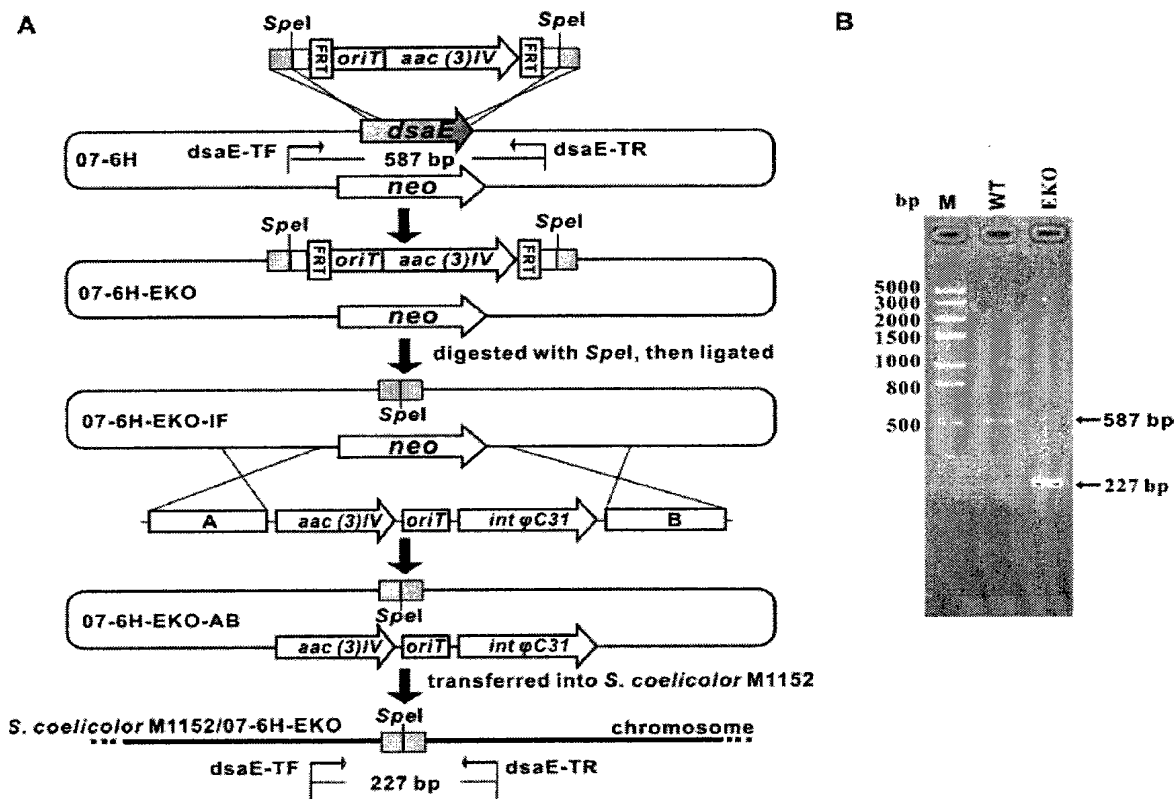 A
SpeI
SpeI
FRT
oriT
aac (3)IV
FRT
dsaE
07-6H
dsaE-TF
587 bp
dsaE-TR
neo
SpeI
SpeI
FRT
oriT
aac (3)IV
FRT
07-6H-EKO
neo
digested with SpeI, then ligated
SpeI
07-6H-EKO-IF
neo
A
aac (3)IV
oriT
int φC31
B
SpeI
07-6H-EKO-AB
aac (3)IV
oriT
int φC31
transferred into S. coelicolor M1152
SpeI
S. coelicolor M1152/07-6H-EKO
chromosome
dsaE-TF
227 bp
dsaE-TR
B
bp
M
WT
EKO
5000
3000
2000
1500
1000
800
500
587 bp
227 bp